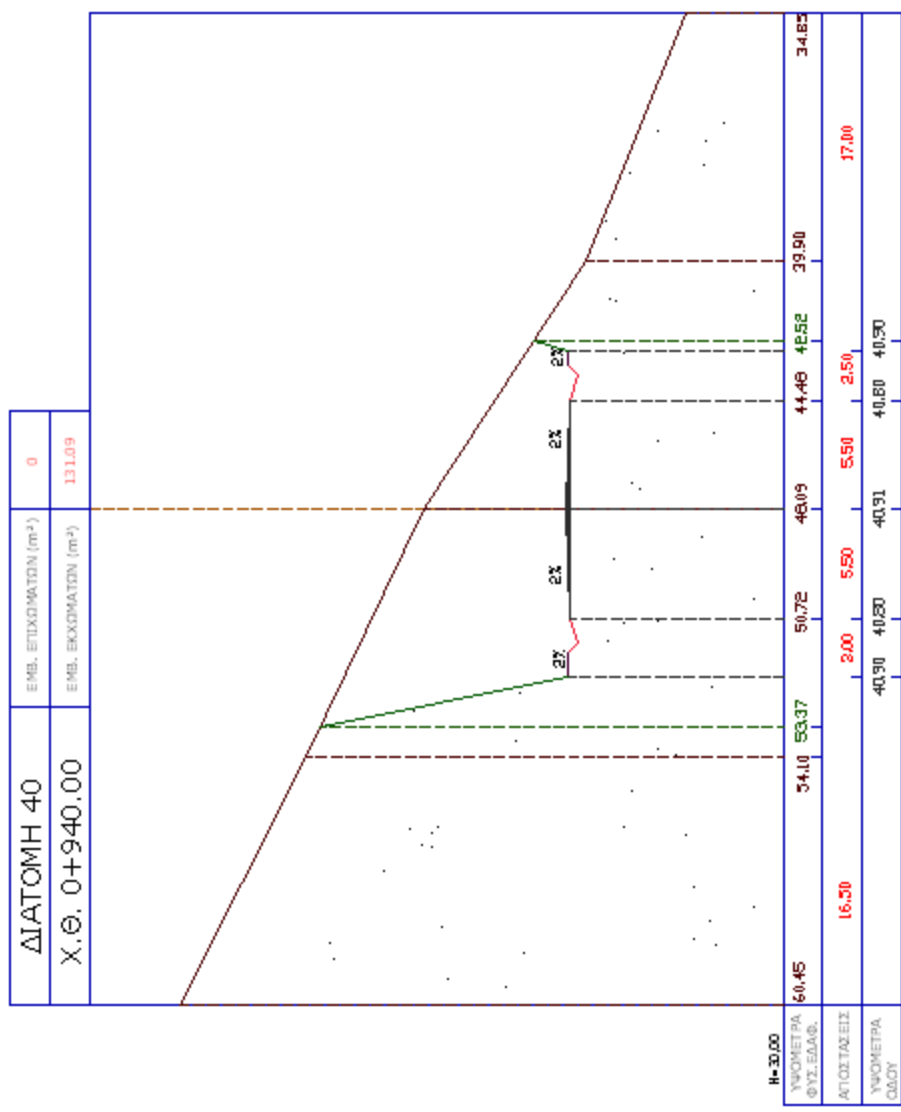 ΔΙΑΤΟΜΗ 40 ΕΜΒ. ΕΠΙΧΩΜΑΤΩΝ (m²) 0
Χ.Θ. 0+940.00 ΕΜΒ. ΕΚΧΩΜΑΤΩΝ (m²) 131.09
2% 2% 2% 2%
H=30.00
ΥΨΟΜΕΤΡΑ
ΦΥΣ. ΕΔΑΦ.
60.45 54.10 53.37 50.72 48.09 44.48 42.52 39.90 34.85
ΑΠΟΣΤΑΣΕΙΣ 16.50 2.00 5.50 5.50 2.50 17.00
ΥΨΟΜΕΤΡΑ
ΟΔΟΥ
40.90 40.80 40.91 40.80 40.90